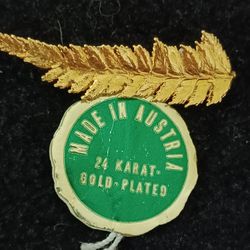 MADE IN AUSTRIA
24 KARAT-
GOLD-PLATED